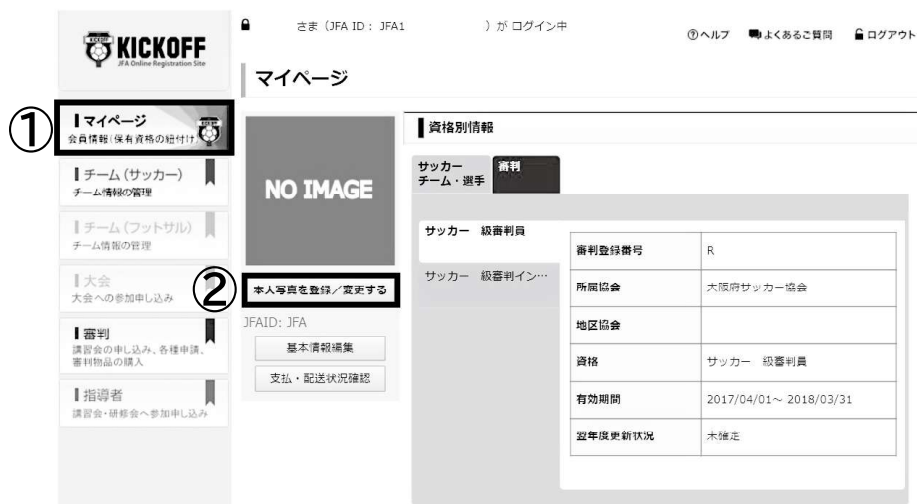 さま（JFA ID： JFA1　　　）が ログイン中
?ヘルプ
よくあるご質問
ログアウト
KICKOFF
JFA Online Registration Site
マイページ
①
マイページ
会員情報(保有資格の紐付け)
チーム（サッカー）
チーム情報の管理
チーム（フットサル）
チーム情報の管理
大会
大会への参加申し込み
審判
講習会の申し込み、各種申請、
審判物品の購入
指導者
講習会・研修会へ参加申し込み
NO IMAGE
②
本人写真を登録／変更する
JFAID: JFA
基本情報編集
支払・配送状況確認
資格別情報
サッカー
チーム・選手
審判
サッカー　級審判員
サッカー　級審判イン…
審判登録番号　R
所属協会　大阪府サッカー協会
地区協会
資格　サッカー　級審判員
有効期間　2017/04/01～ 2018/03/31
翌年度更新状況　未確定